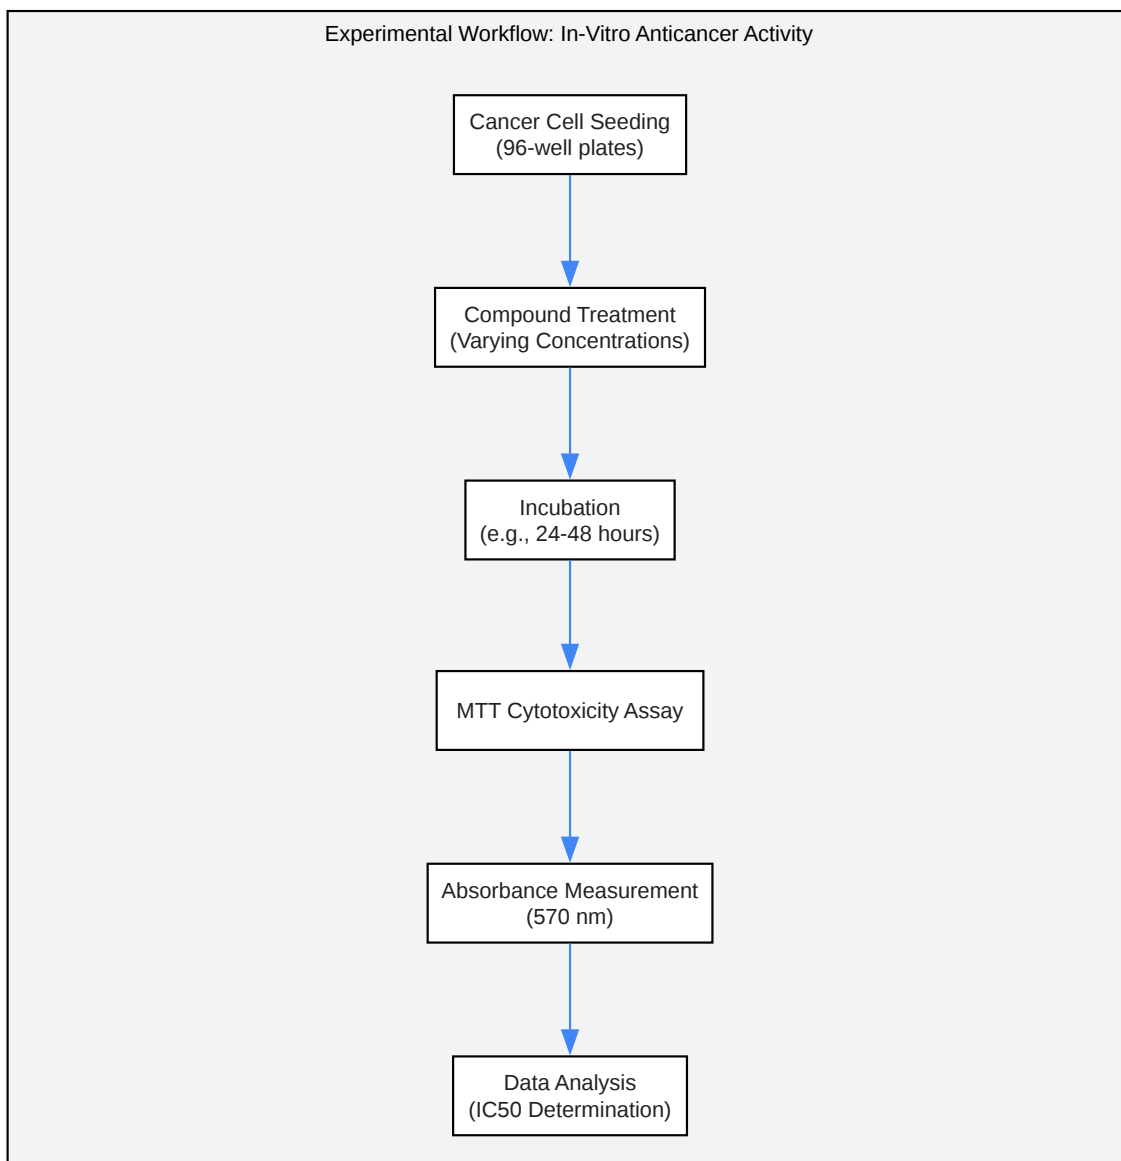 Experimental Workflow: In-Vitro Anticancer Activity
Cancer Cell Seeding
(96-well plates)
Compound Treatment
(Varying Concentrations)
Incubation
(e.g., 24-48 hours)
MTT Cytotoxicity Assay
Absorbance Measurement
(570 nm)
Data Analysis
(IC50 Determination)